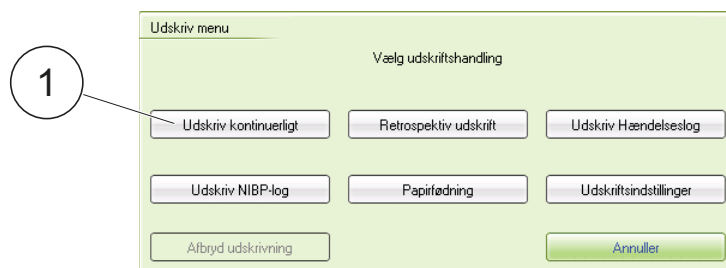 Udskriv menu
Vælg udskriftshandling
1
Udskriv kontinuerligt Retrospektiv udskrift Udskriv Hændelseslog
Udskriv NIBP-log Papirfødning Udskriftsindstillinger
Afbryd udskrivning Annuller